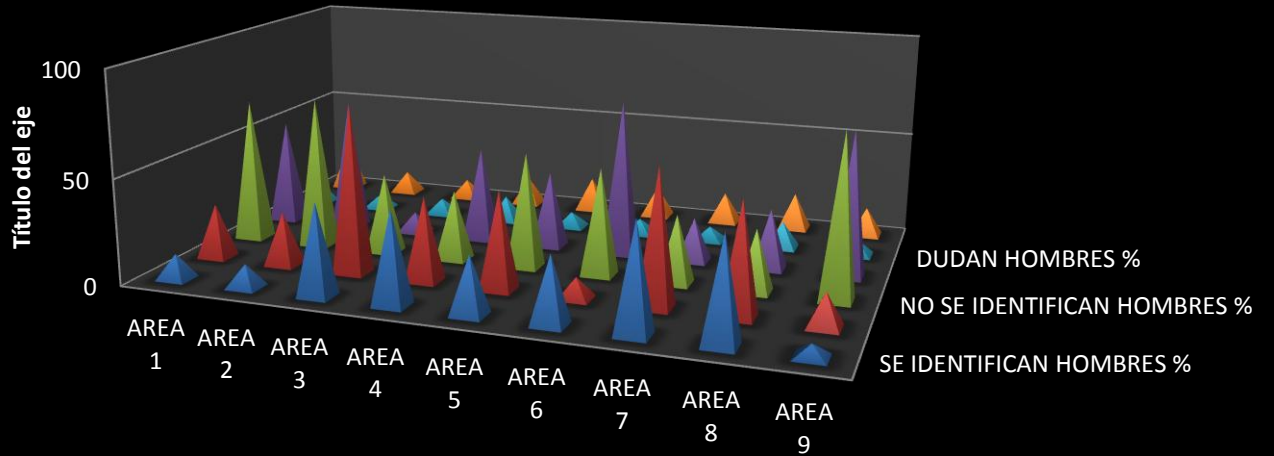 100
50
0
Título del eje
AREA
1
AREA
2
AREA
3
AREA
4
AREA
5
AREA
6
AREA
7
AREA
8
AREA
9
DUDAN HOMBRES %
NO SE IDENTIFICAN HOMBRES %
SE IDENTIFICAN HOMBRES %